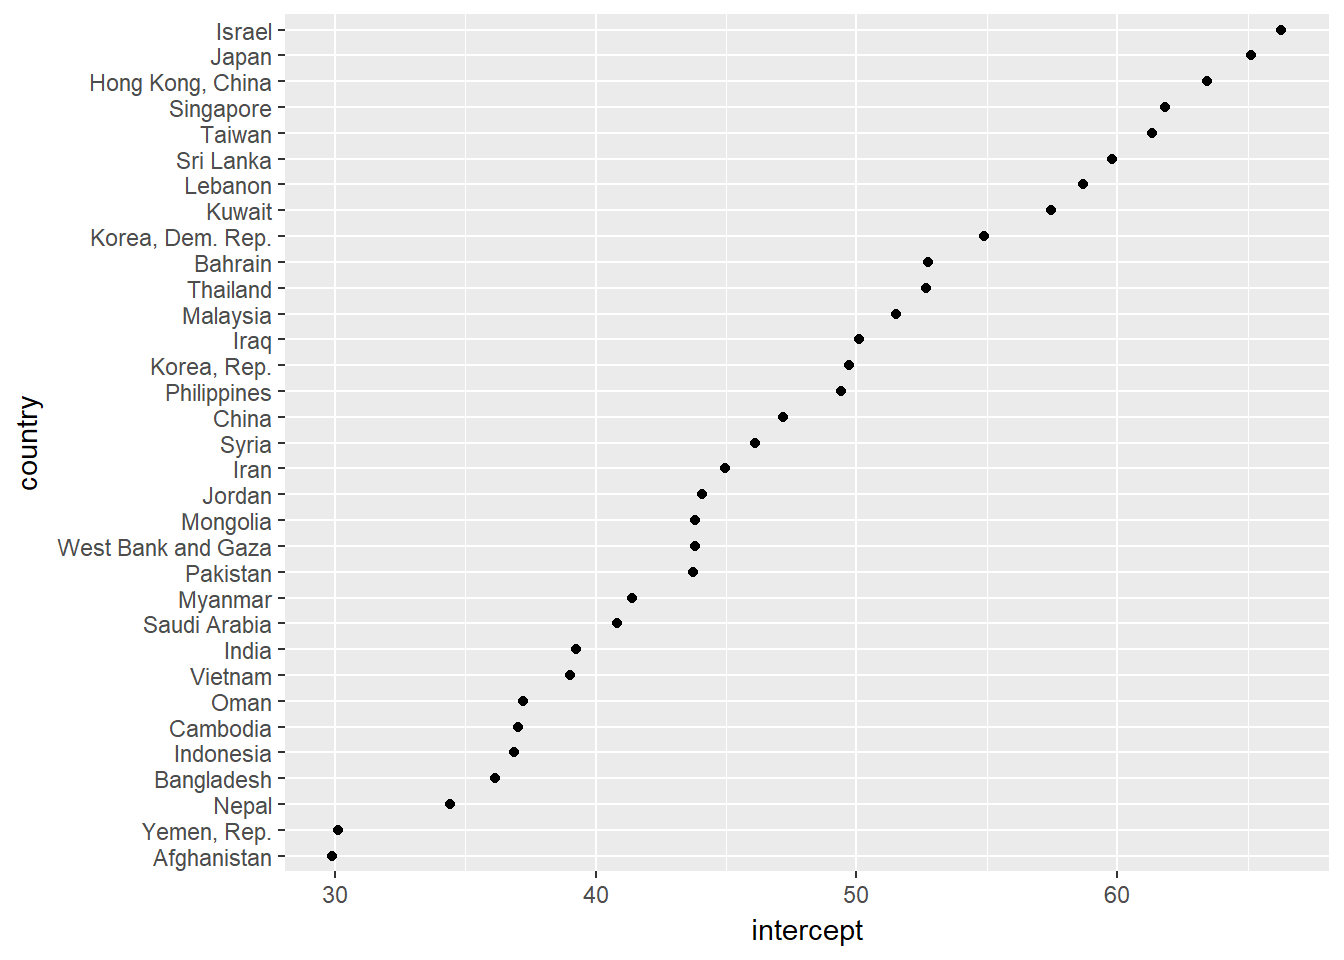 Israel
Japan
Hong Kong, China
Singapore
Taiwan
Sri Lanka
Lebanon
Kuwait
Korea, Dem. Rep.
Bahrain
Thailand
Malaysia
Iraq
Korea, Rep.
Philippines
China
Syria
Iran
Jordan
Mongolia
West Bank and Gaza
Pakistan
Myanmar
Saudi Arabia
India
Vietnam
Oman
Cambodia
Indonesia
Bangladesh
Nepal
Yemen, Rep.
Afghanistan
country
30 40 50 60
intercept